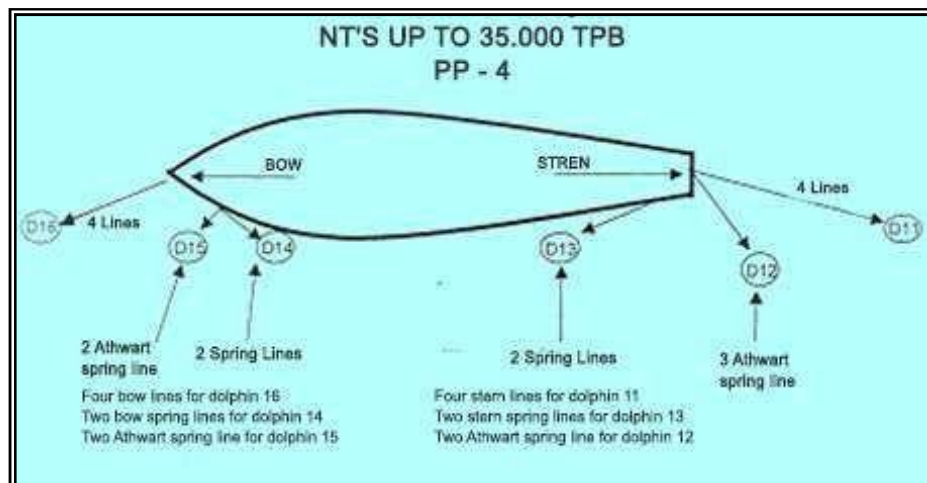 NT'S UP TO 35.000 TPB
PP - 4
BOW
STREN
4 Lines
4 Lines
D16
D15
D14
D13
D12
D11
2 Athwart
spring line
2 Spring Lines
2 Spring Lines
3 Athwart
spring line
Four bow lines for dolphin 16
Two bow spring lines for dolphin 14
Two Athwart spring line for dolphin 15
Four stern lines for dolphin 11
Two stern spring lines for dolphin 13
Two Athwart spring line for dolphin 12